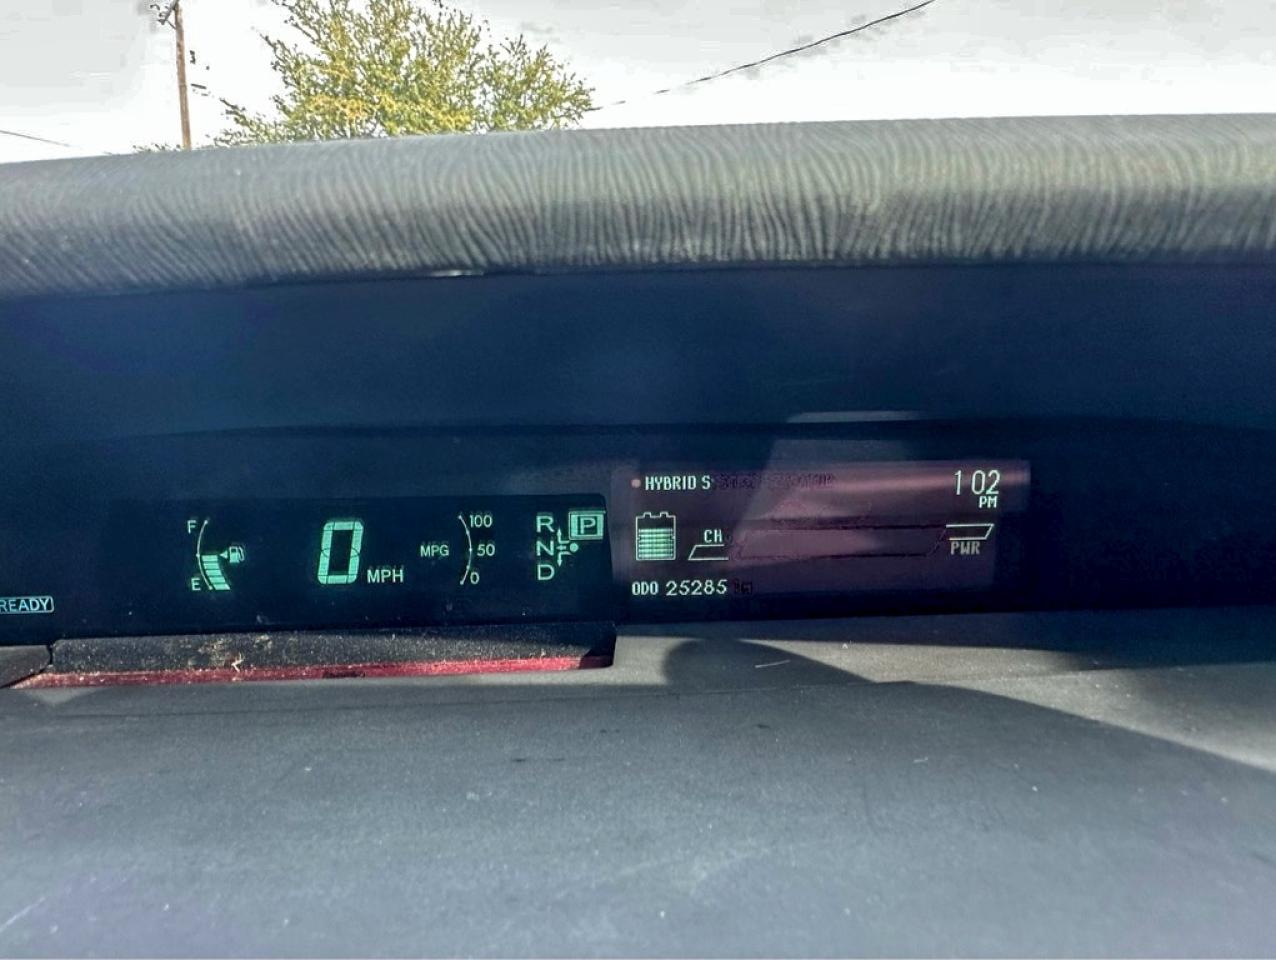 F
E
READY
0 MPH
MPG
100
50
0
R
N
D
P
HYBRID S
1 02
PM
CH
PWR
ODO 25285